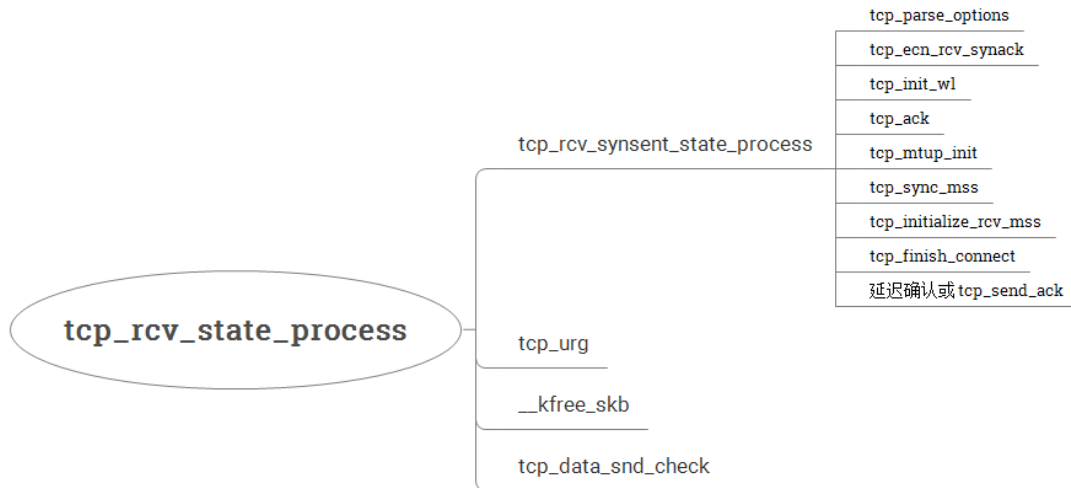 tcp_rcv_state_process
tcp_rcv_synsent_state_process
tcp_parse_options
tcp_ecn_rcv_synack
tcp_init_wl
tcp_ack
tcp_mtup_init
tcp_sync_mss
tcp_initialize_rcv_mss
tcp_finish_connect
延迟确认或tcp_send_ack
tcp_urg
__kfree_skb
tcp_data_snd_check